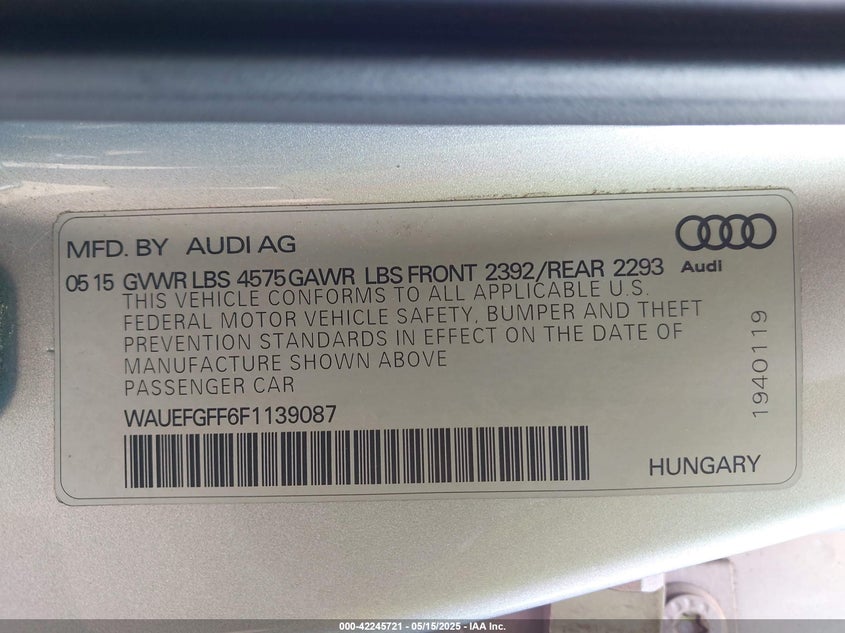 MFD. BY AUDI AG
Audi
05 15 GVWR LBS 4575 GAWR LBS FRONT 2392/REAR 2293
THIS VEHICLE CONFORMS TO ALL APPLICABLE U.S.
FEDERAL MOTOR VEHICLE SAFETY, BUMPER AND THEFT
PREVENTION STANDARDS IN EFFECT ON THE DATE OF
MANUFACTURE SHOWN ABOVE
PASSENGER CAR
1940119
WAUEFGFF6F1139087
HUNGARY
000-42245721 - 05/15/2025 - IAA Inc.